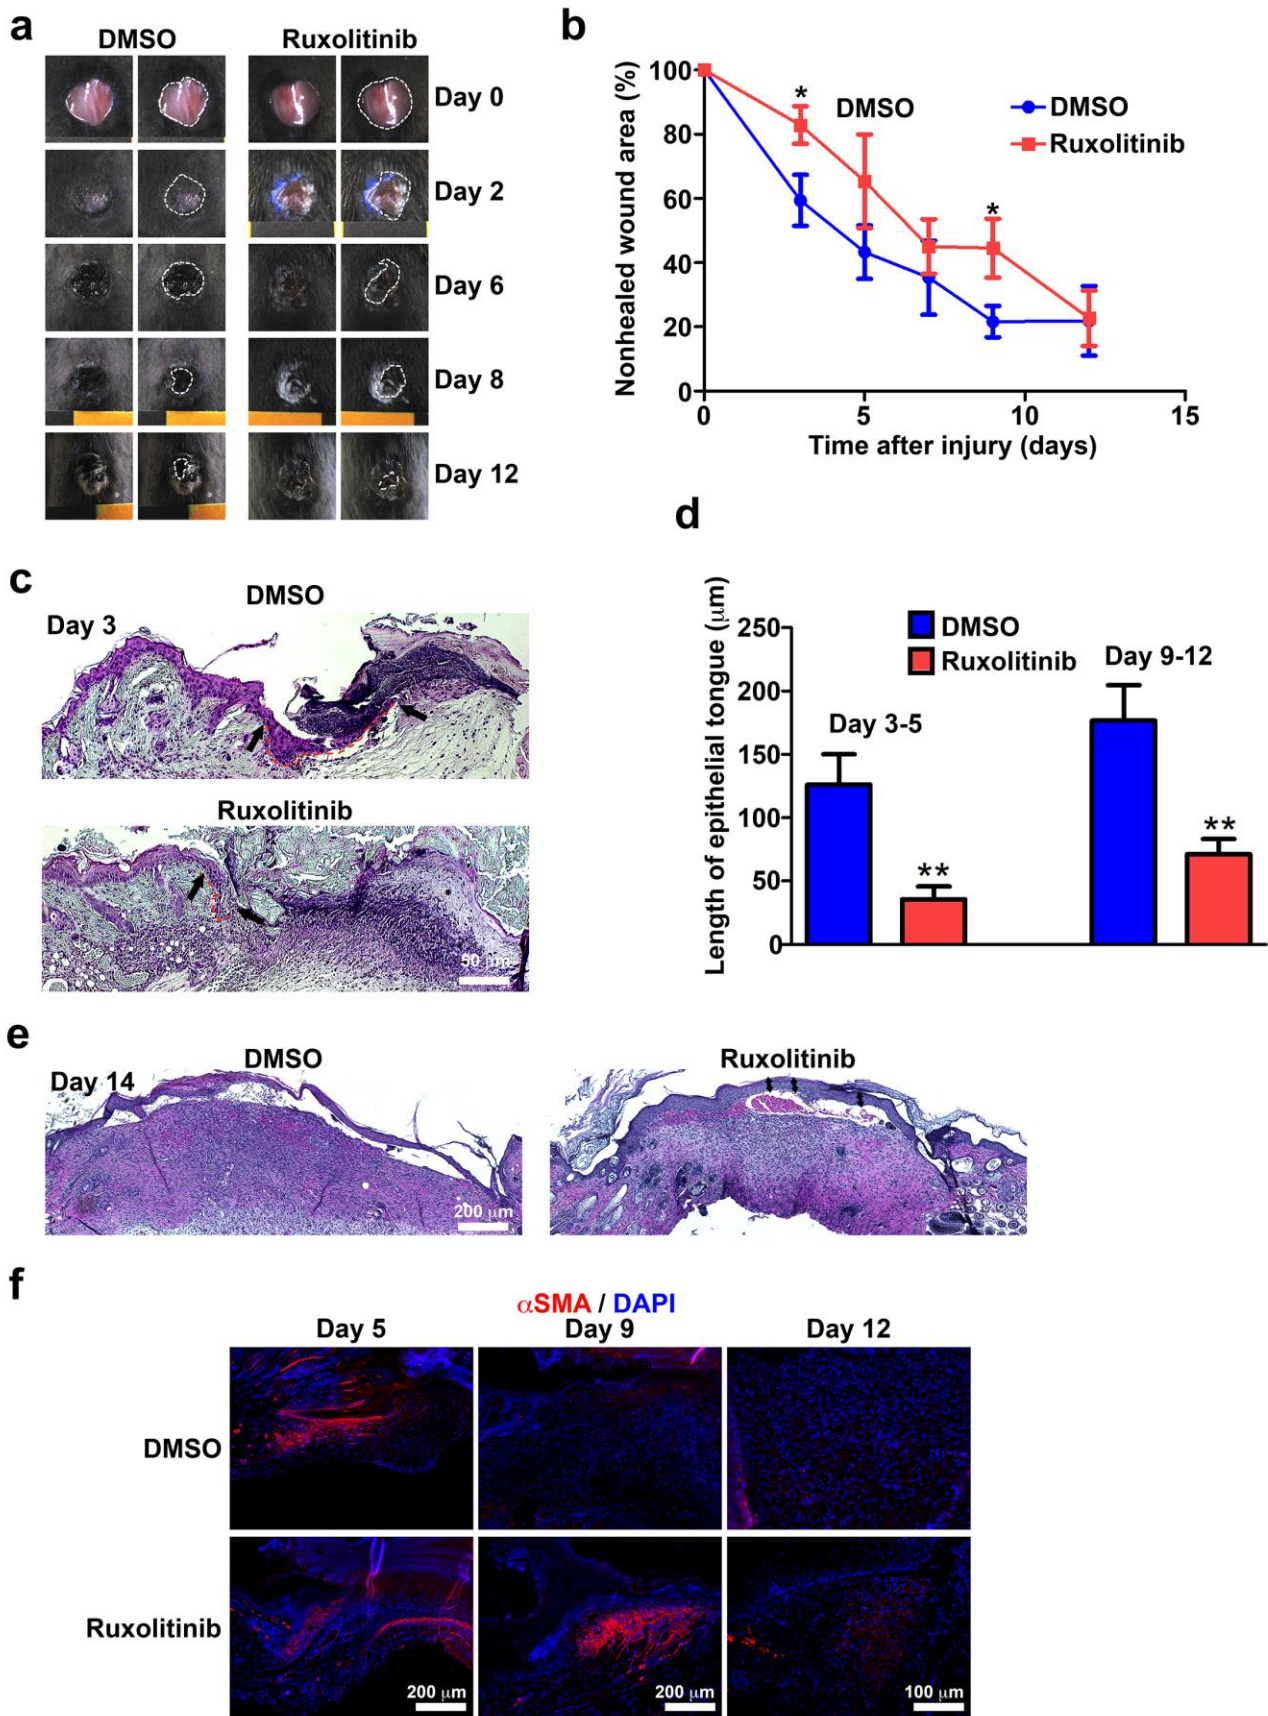 a
DMSO
Ruxolitinib
Day 0
Day 2
Day 6
Day 8
Day 12
b
Nonhealed wound area (%)
100
80
60
40
20
0
0
5
10
15
Time after injury (days)
*
DMSO
*
DMSO
Ruxolitinib
c
DMSO
Day 3
Ruxolitinib
50 μm
d
Length of epithelial tongue (μm)
250
200
150
100
50
0
DMSO
Ruxolitinib
Day 3-5
Day 9-12
**
**
e
DMSO
Day 14
200 μm
Ruxolitinib
f
αSMA / DAPI
Day 5
Day 9
Day 12
DMSO
Ruxolitinib
200 μm
200 μm
100 μm